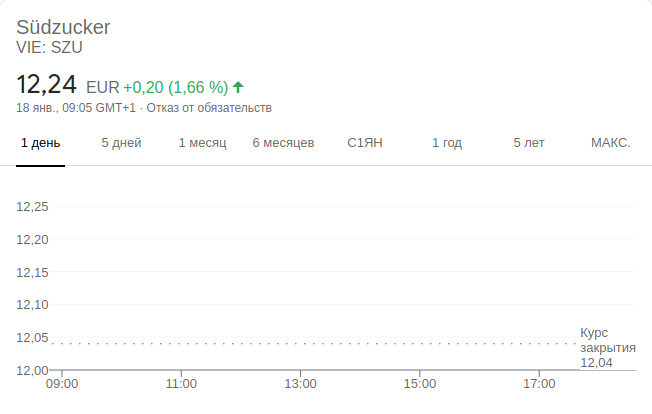 Südzucker
VIE: SZU
12,24 EUR +0,20 (1,66 %)
18 янв., 09:05 GMT+1 · Отказ от обязательств
1 день 5 дней 1 месяц 6 месяцев С1ЯН 1 год 5 лет МАКС.
12,25
12,20
12,15
12,10
12,05
Курс
закрытия
12,04
12,00
09:00 11:00 13:00 15:00 17:00